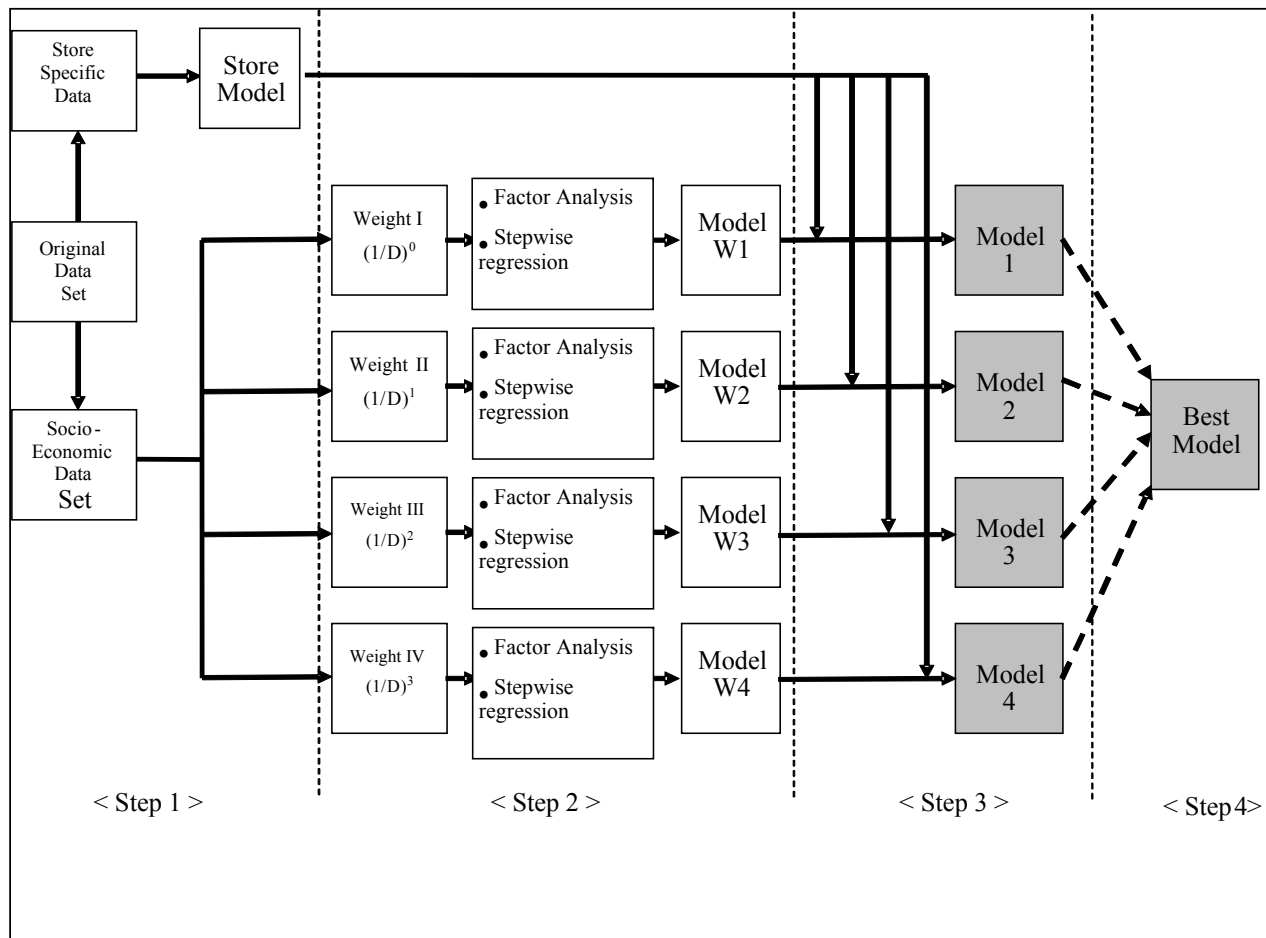 Store
Specific
Data
Store
Model
Original
Data
Set
Socio-
Economic
Data
Set
Weight I
(1/D)⁰
• Factor Analysis
• Stepwise
regression
Model
W1
Model
1
Weight II
(1/D)¹
• Factor Analysis
• Stepwise
regression
Model
W2
Model
2
Weight III
(1/D)²
• Factor Analysis
• Stepwise
regression
Model
W3
Model
3
Weight IV
(1/D)³
• Factor Analysis
• Stepwise
regression
Model
W4
Model
4
Best
Model
< Step 1 >
< Step 2 >
< Step 3 >
< Step 4>